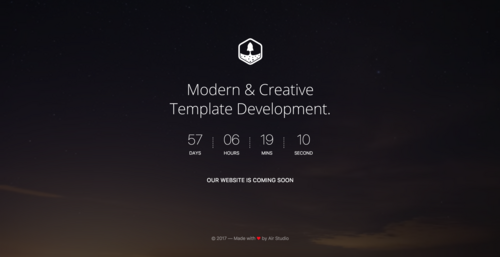 Modern & Creative
Template Development.
57 06 19 10
DAYS HOURS MINS SECOND
OUR WEBSITE IS COMING SOON
© 2017 — Made with ❤ by Air Studio